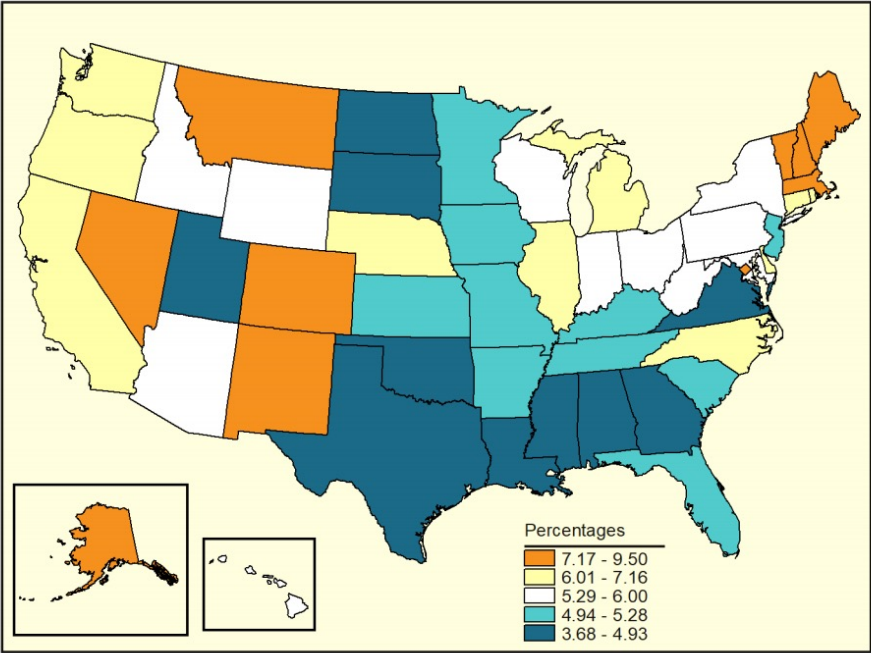 Percentages
7.17 - 9.50
6.01 - 7.16
5.29 - 6.00
4.94 - 5.28
3.68 - 4.93